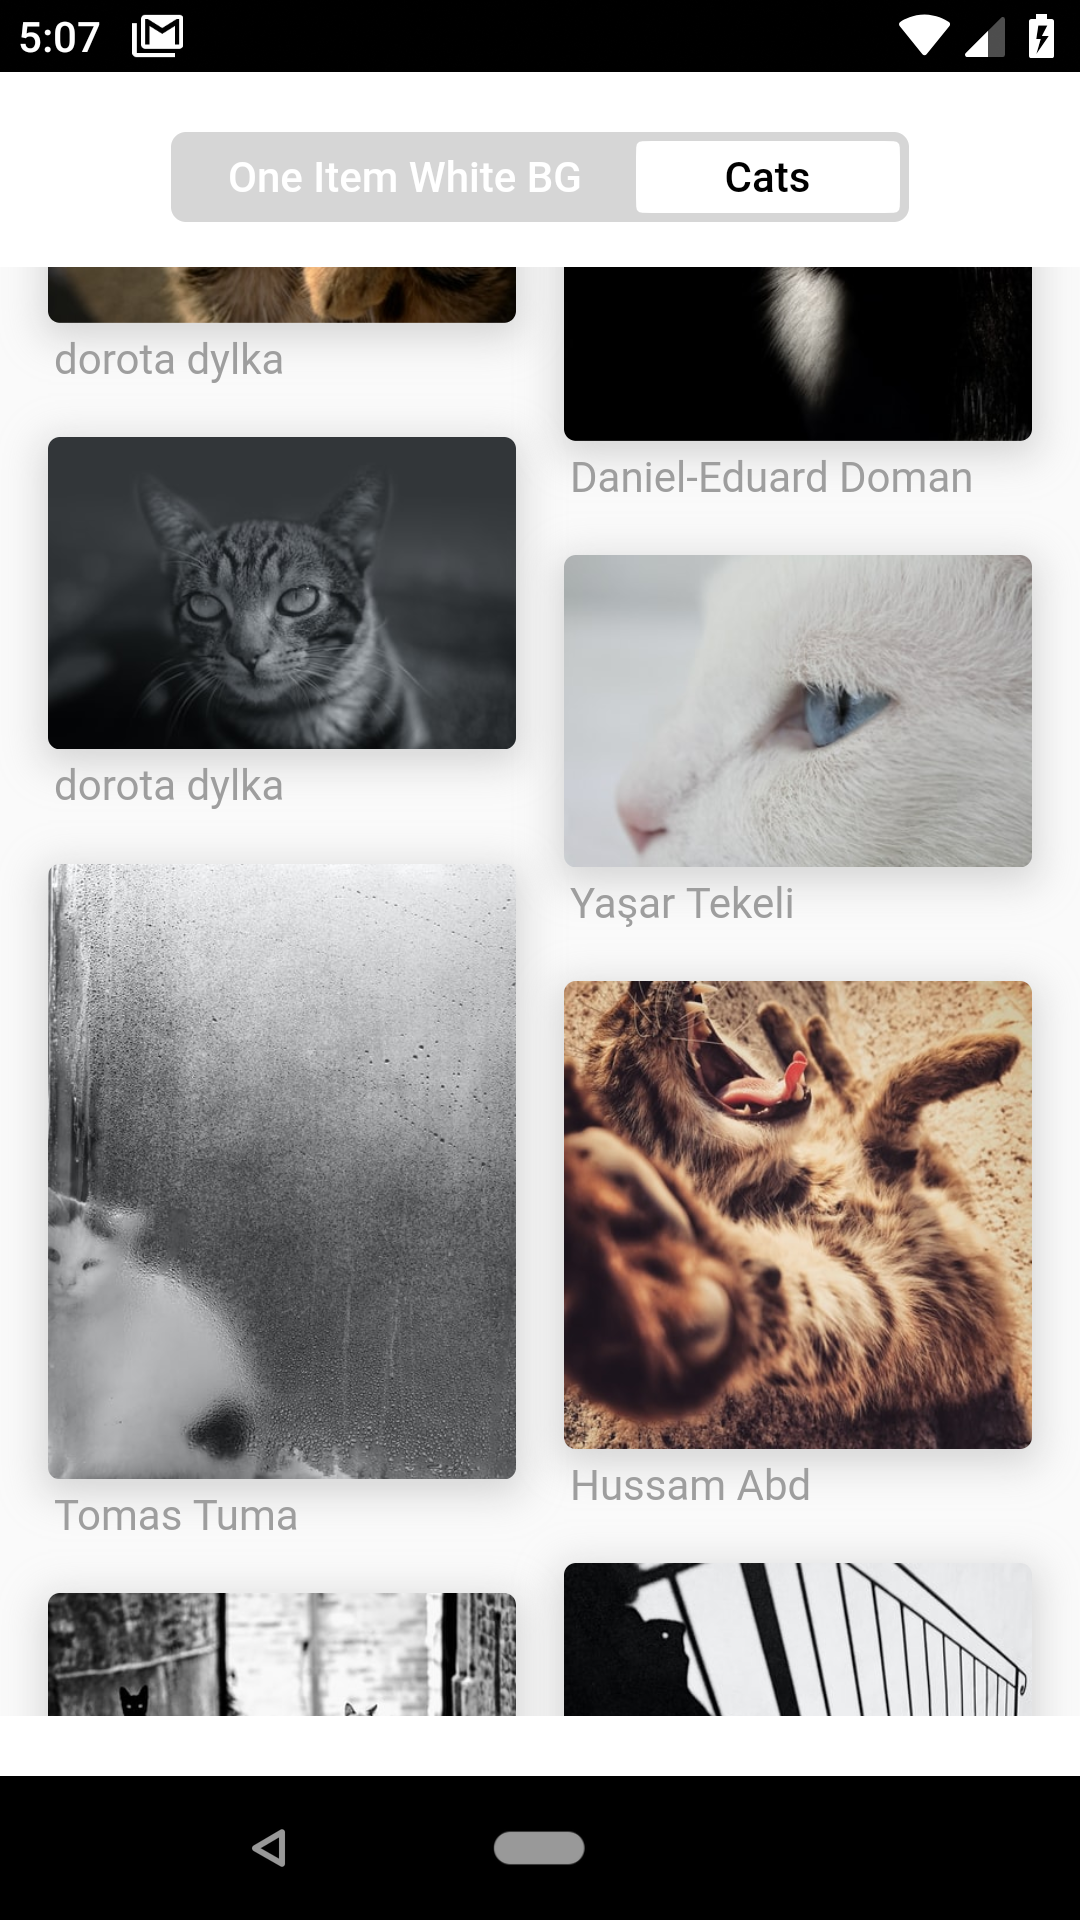 5:07
One Item White BG
Cats
dorota dylka
Daniel-Eduard Doman
dorota dylka
Yaşar Tekeli
Tomas Tuma
Hussam Abd